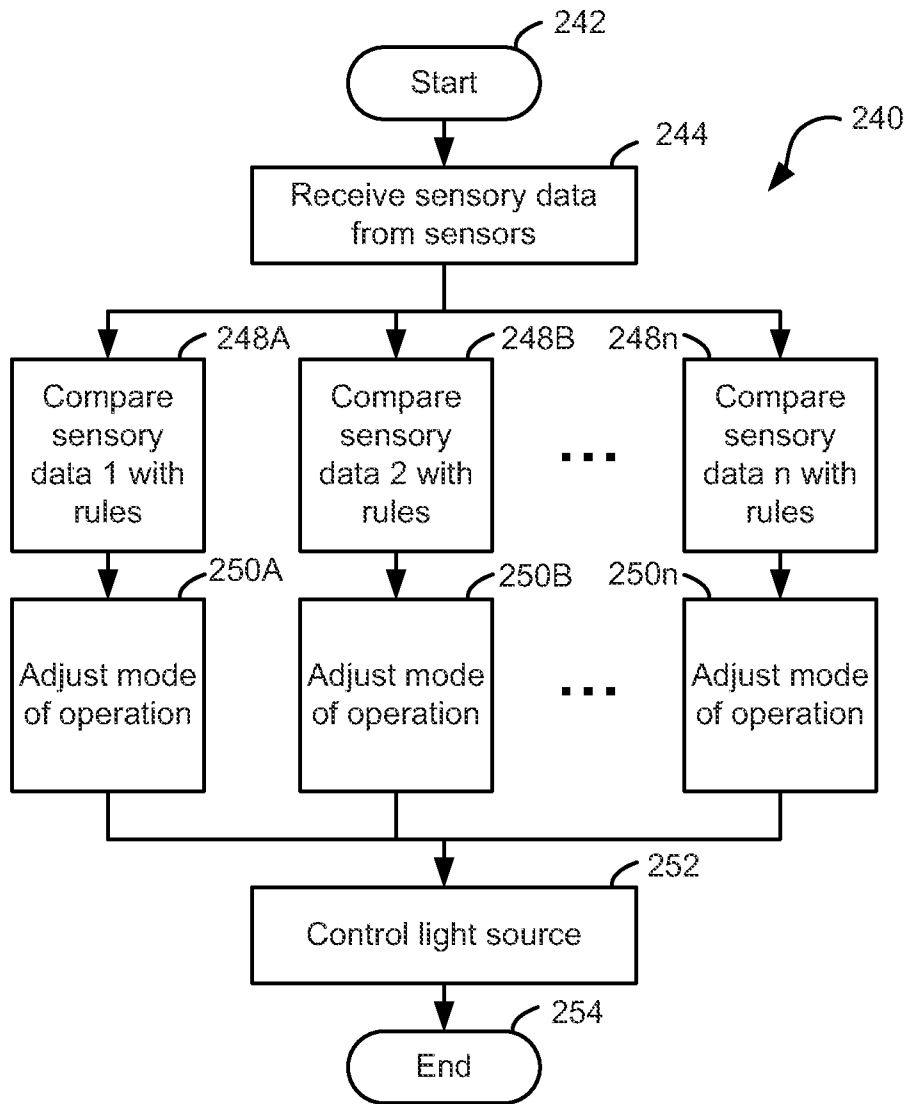 242
Start
240
244
Receive sensory data
from sensors
248A
248B
248n
Compare
sensory
data 1 with
rules
Compare
sensory
data 2 with
rules
...
Compare
sensory
data n with
rules
250A
250B
250n
Adjust mode
of operation
Adjust mode
of operation
...
Adjust mode
of operation
252
Control light source
254
End